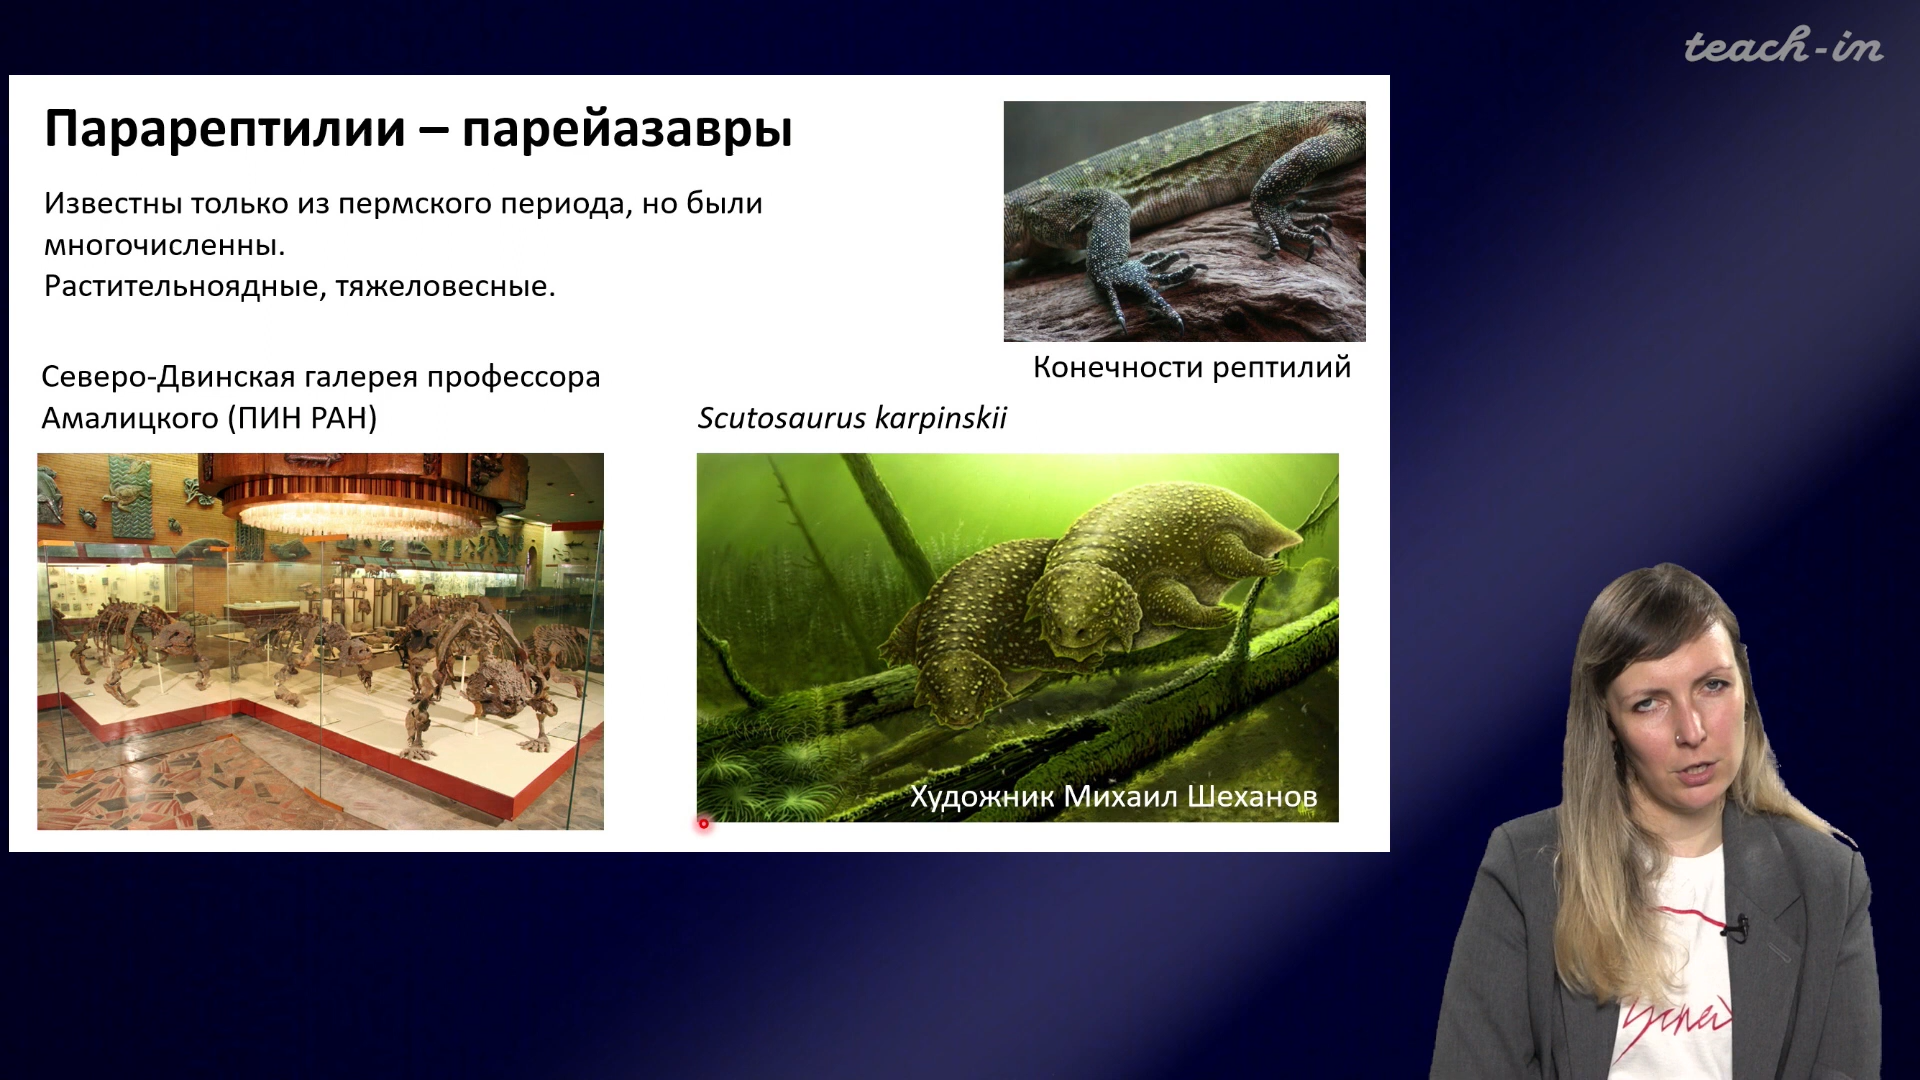 teach-in
Парарептилии – парейазавры
Известны только из пермского периода, но были
многочисленны.
Растительноядные, тяжеловесные.
Конечности рептилий
Северо-Двинская галерея профессора
Амалицкого (ПИН РАН)
Scutosaurus karpinskii
Художник Михаил Шеханов